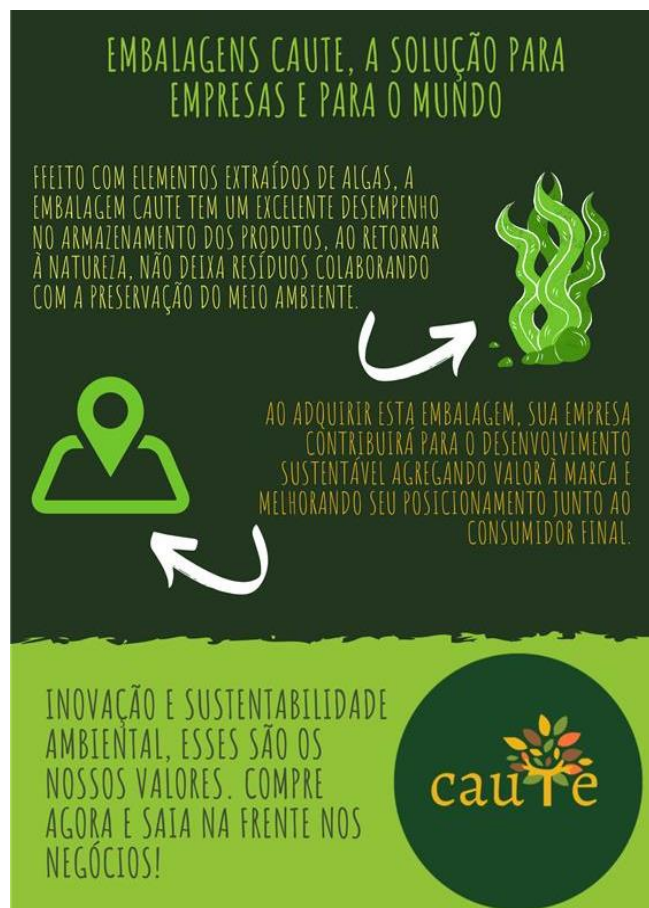 EMBALAGENS CAUTE, A SOLUÇÃO PARA
EMPRESAS E PARA O MUNDO
FFEITO COM ELEMENTOS EXTRAÍDOS DE ALGAS, A
EMBALAGEM CAUTE TEM UM EXCELENTE DESEMPENHO
NO ARMAZENAMENTO DOS PRODUTOS, AO RETORNAR
À NATUREZA, NÃO DEIXA RESÍDUOS COLABORANDO
COM A PRESERVAÇÃO DO MEIO AMBIENTE.
AO ADQUIRIR ESTA EMBALAGEM, SUA EMPRESA
CONTRIBUIRÁ PARA O DESENVOLVIMENTO
SUSTENTÁVEL AGREGANDO VALOR À MARCA E
MELHORANDO SEU POSICIONAMENTO JUNTO AO
CONSUMIDOR FINAL.
INOVAÇÃO E SUSTENTABILIDADE
AMBIENTAL, ESSES SÃO OS
NOSSOS VALORES. COMPRE
AGORA E SAIA NA FRENTE NOS
NEGÓCIOS!
caute